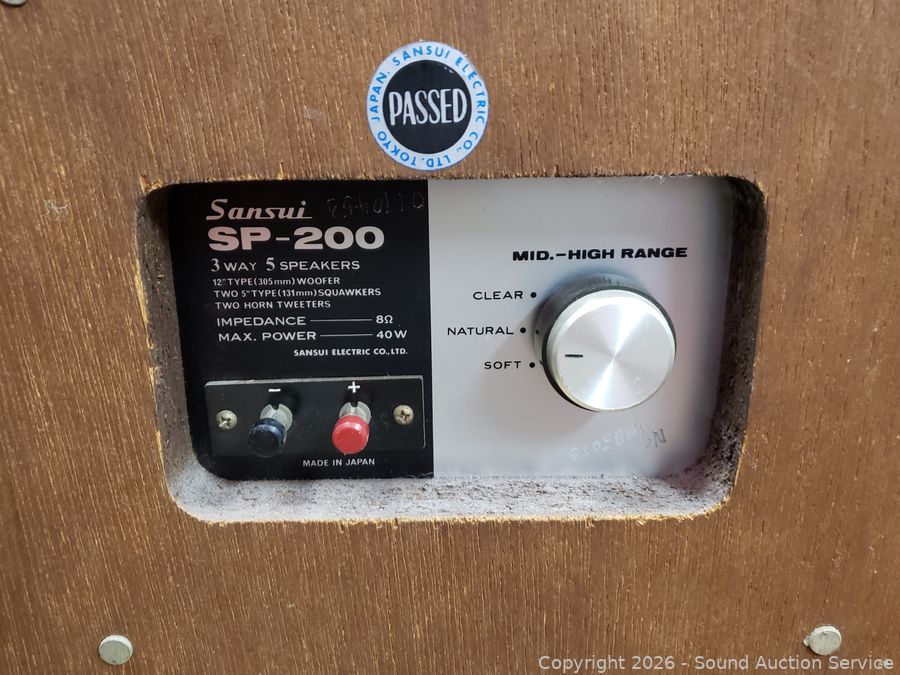 TOKYO JAPAN. SANSUI ELECTRIC CO., LTD.
PASSED
Sansui
SP-200
3 WAY 5 SPEAKERS
12" TYPE (305mm) WOOFER
TWO 5" TYPE (131mm) SQUAWKERS
TWO HORN TWEETERS
IMPEDANCE 8Ω
MAX. POWER 40W
SANSUI ELECTRIC CO., LTD.
- +
MADE IN JAPAN
MID.-HIGH RANGE
CLEAR
NATURAL
SOFT
Copyright 2026 - Sound Auction Service